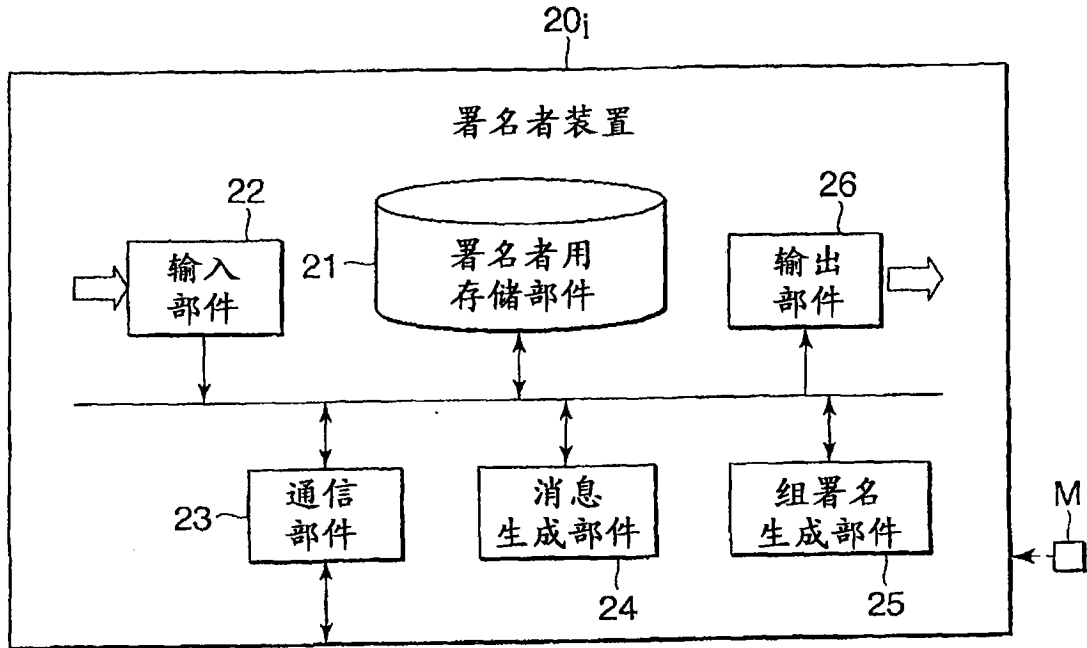 20i
署名者装置
22
26
输入
部件
21
署名者用
存储部件
输出
部件
23
通信
部件
消息
生成部件
组署名
生成部件
M
24
25